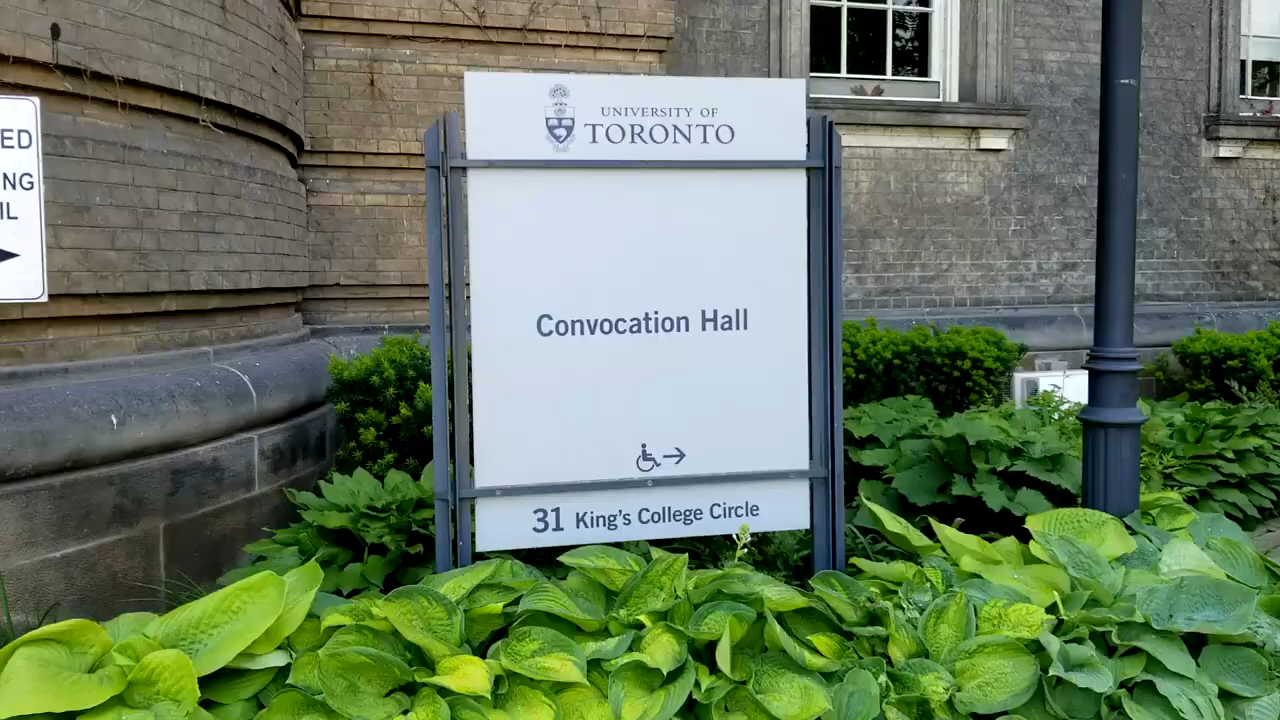 UNIVERSITY OF
TORONTO
Convocation Hall
31 King's College Circle
ED
NG
IL